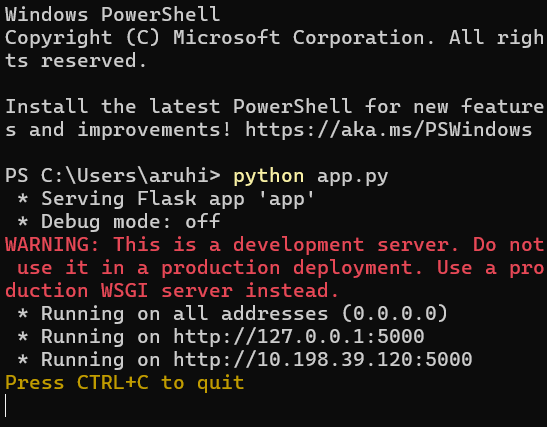 Windows PowerShell
Copyright (C) Microsoft Corporation. All righ
ts reserved.
Install the latest PowerShell for new feature
s and improvements! https://aka.ms/PSWindows
PS C:\Users\aruhi> python app.py
 * Serving Flask app 'app'
 * Debug mode: off
WARNING: This is a development server. Do not
 use it in a production deployment. Use a pro
duction WSGI server instead.
 * Running on all addresses (0.0.0.0)
 * Running on http://127.0.0.1:5000
 * Running on http://10.198.39.120:5000
Press CTRL+C to quit